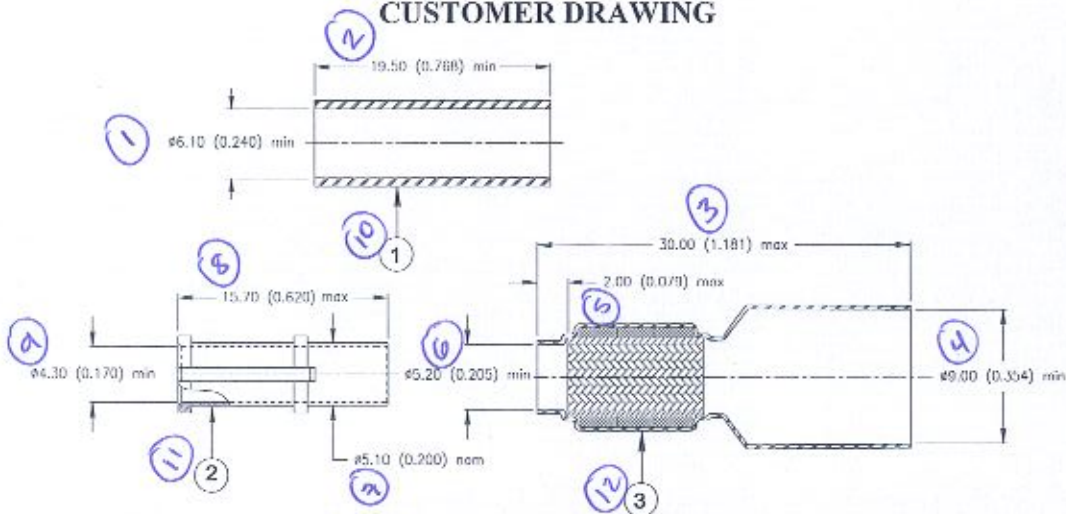 CUSTOMER DRAWING
2
19.50 (0.768) min
1
ø6.10 (0.240) min
10
1
3
30.00 (1.181) max
8
15.70 (0.620) max
2.00 (0.079) max
5
9
ø4.30 (0.170) min
6
ø5.20 (0.205) min
4
ø9.00 (0.354) min
11
2
ø5.10 (0.200) nom
7
12
3